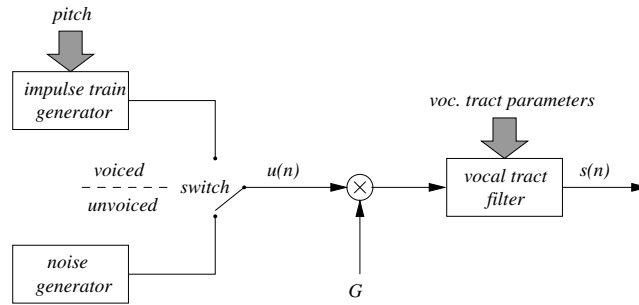 pitch
impulse train
generator
voc. tract parameters
voiced
switch
u(n)
unvoiced
vocal tract
filter
s(n)
noise
generator
G